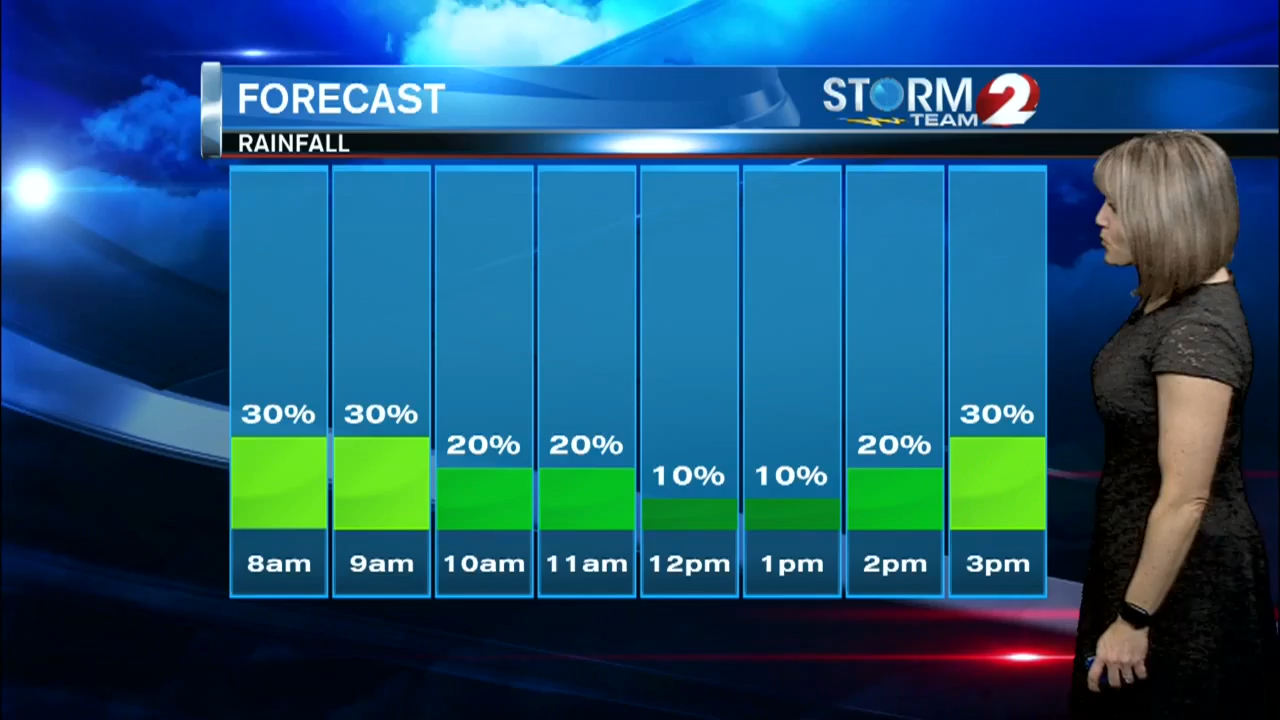 FORECAST
STORM TEAM 2
RAINFALL
30% 30% 20% 20% 10% 10% 20% 30%
8am 9am 10am 11am 12pm 1pm 2pm 3pm